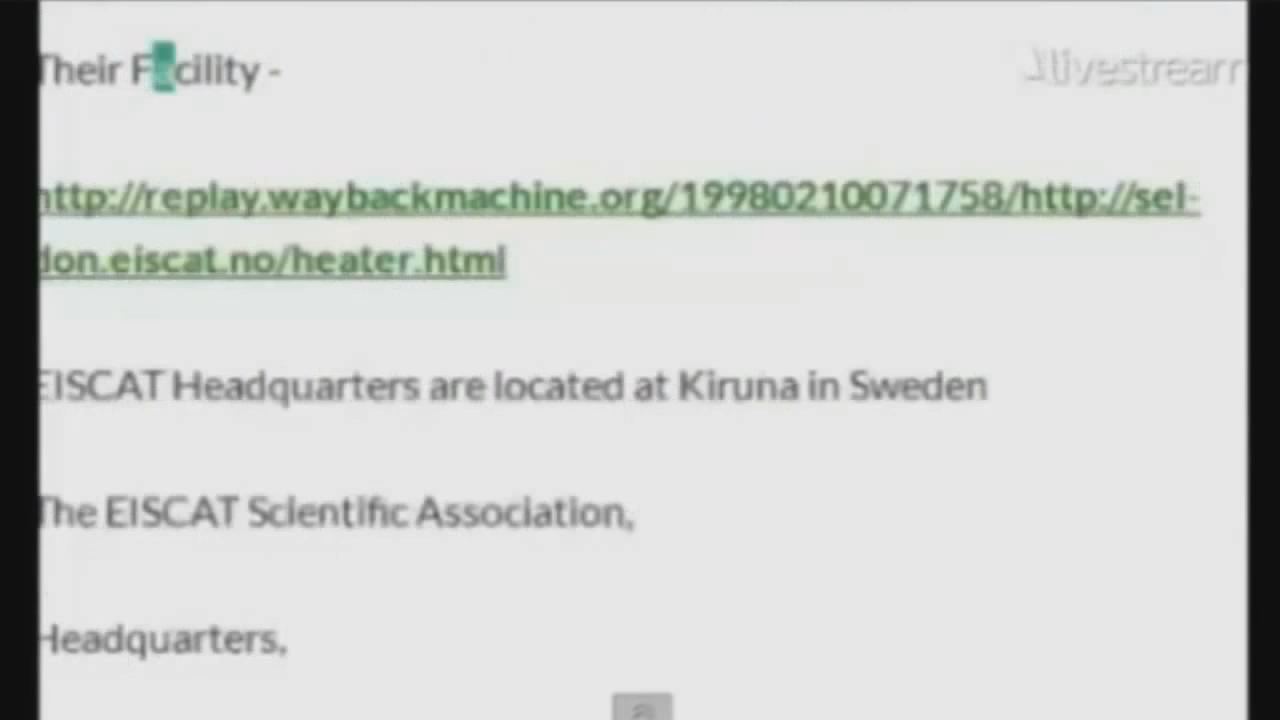 Their Facility -
livestream
http://replay.waybackmachine.org/19980210071758/http://sel-
don.eiscat.no/heater.html
EISCAT Headquarters are located at Kiruna in Sweden
The EISCAT Scientific Association,
Headquarters,
a